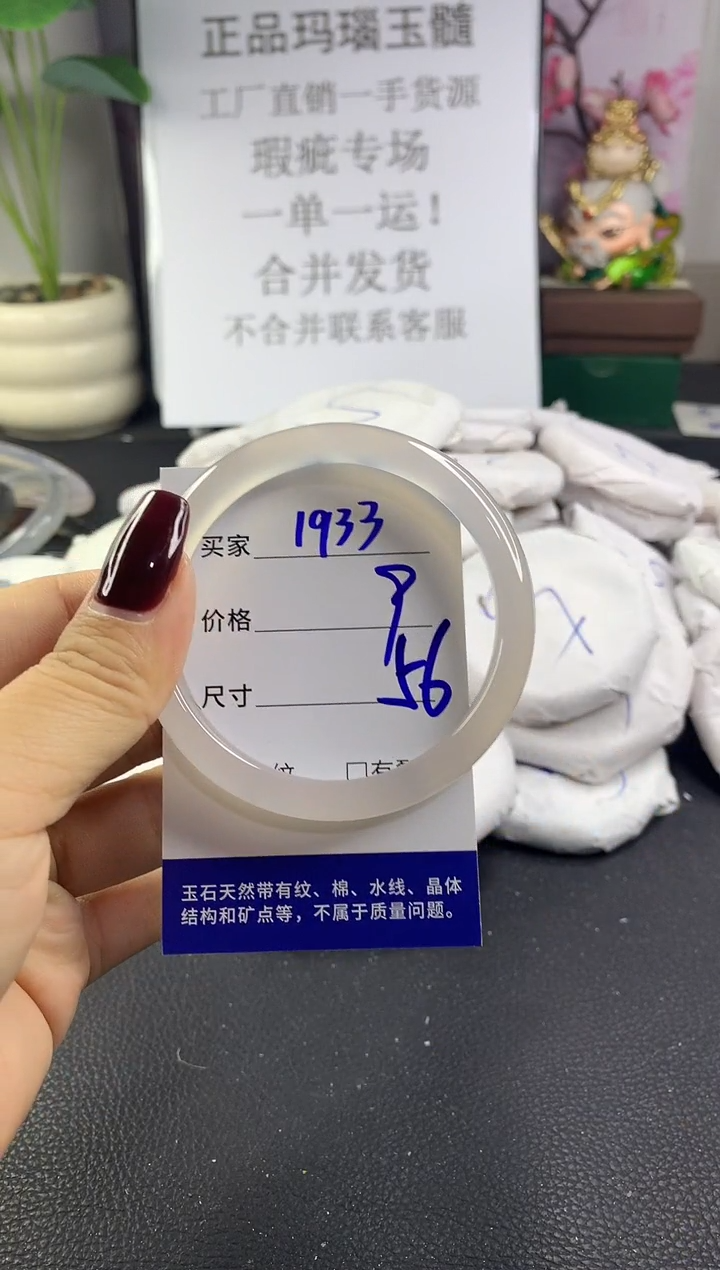 正品玛瑙玉髓
工厂直销一手货源
瑕疵专场
一单一运！
合并发货
不合并联系客服
买家 1933
价格
尺寸 56
纹 □有
玉石天然带有纹、棉、水线、晶体
结构和矿点等，不属于质量问题。